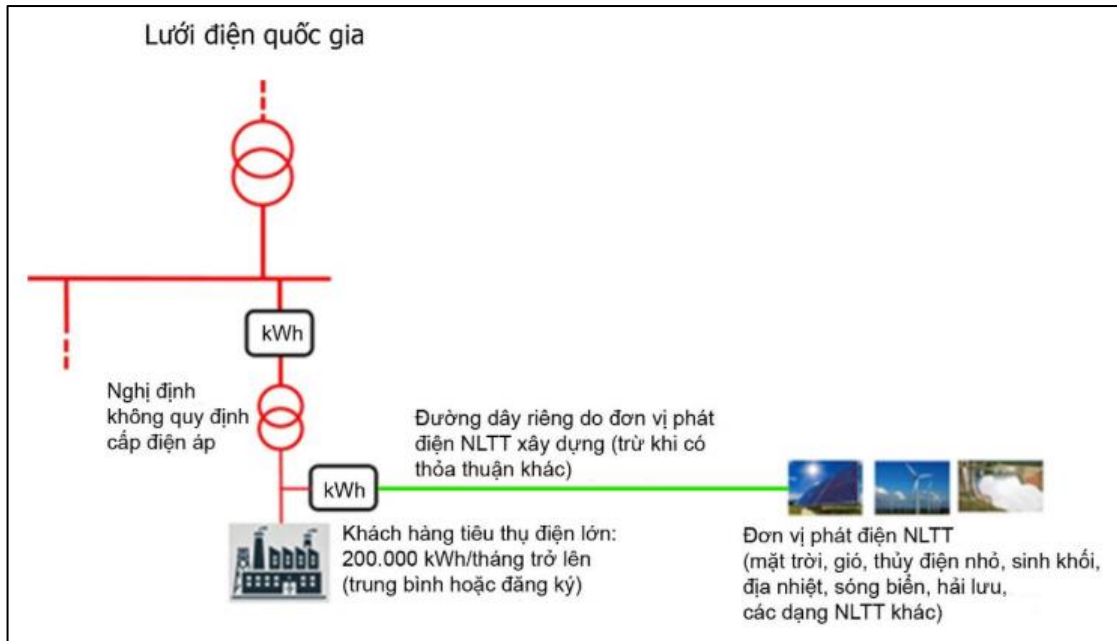 Lưới điện quốc gia
kWh
Nghị định
không quy định
cấp điện áp
Đường dây riêng do đơn vị phát
điện NLTT xây dựng (trừ khi có
thỏa thuận khác)
kWh
Khách hàng tiêu thụ điện lớn:
200.000 kWh/tháng trở lên
(trung bình hoặc đăng ký)
Đơn vị phát điện NLTT
(mặt trời, gió, thủy điện nhỏ, sinh khối,
địa nhiệt, sóng biển, hải lưu,
các dạng NLTT khác)